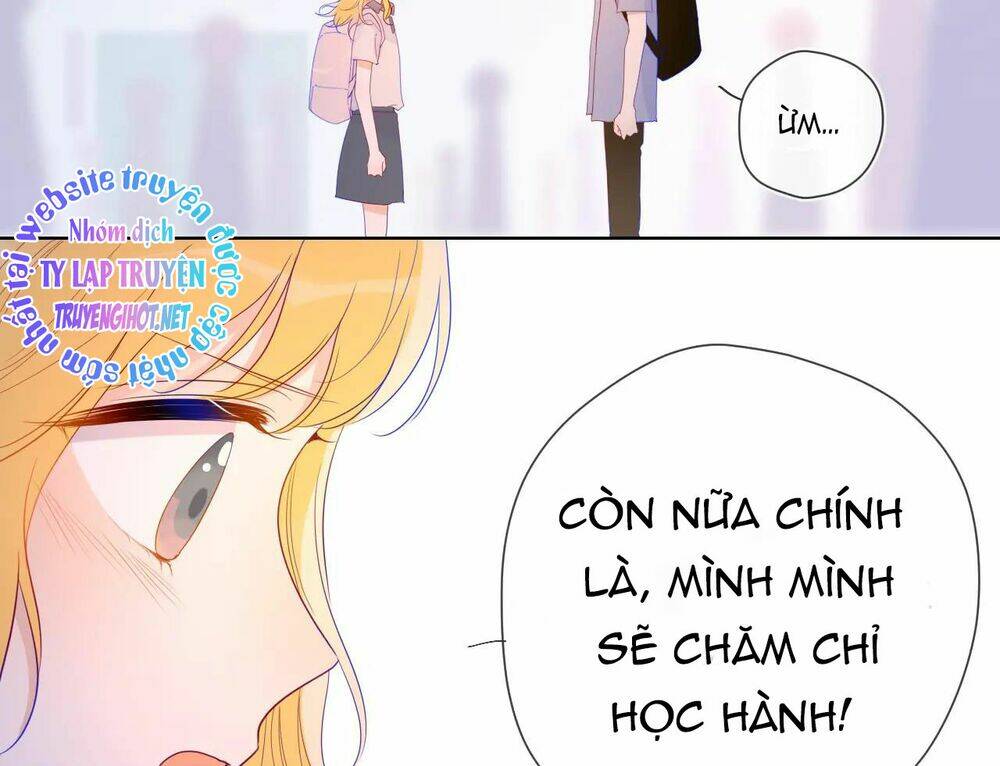 ỪM...
tại website truyện được cập nhật sớm nhất
Nhóm dịch
TY LẠP TRUYỆN
TRUYENGIHOT.NET
CÒN NỮA CHÍNH
LÀ, MÌNH MÌNH
SẼ CHĂM CHỈ
HỌC HÀNH!